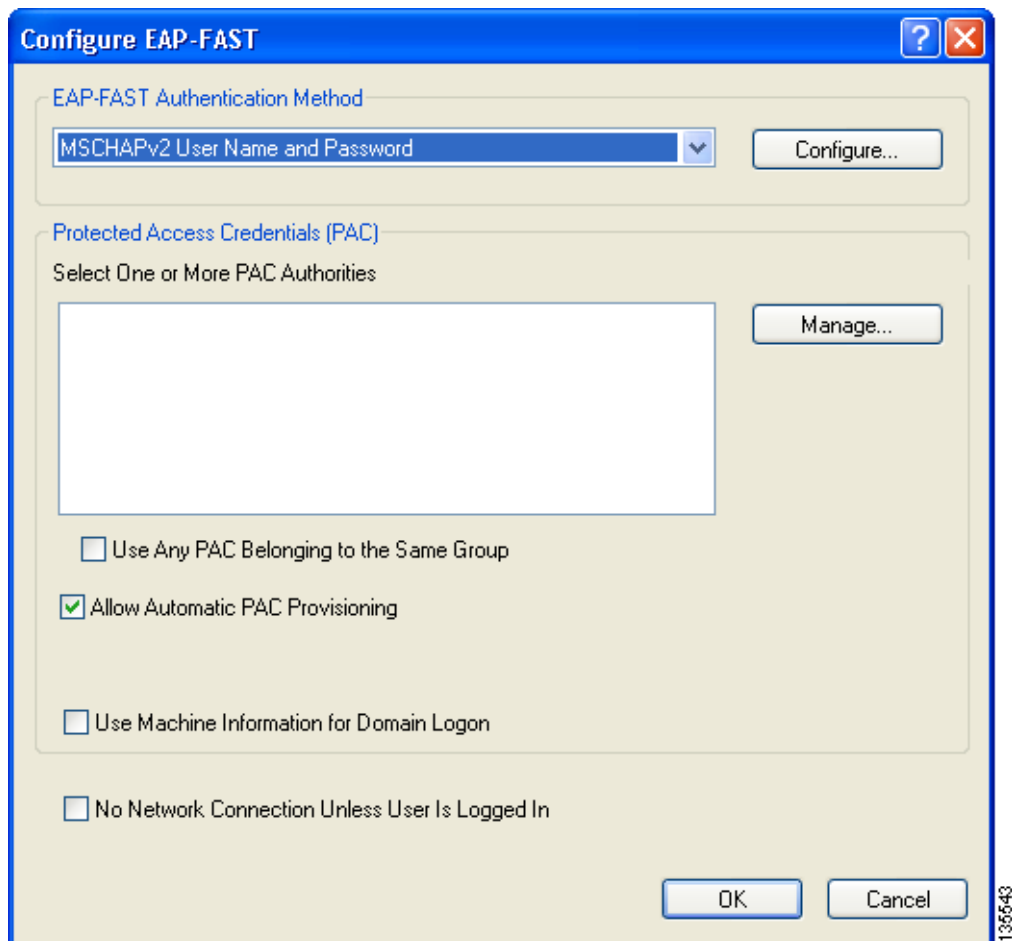 Configure EAP-FAST
EAP-FAST Authentication Method
MSCHAPv2 User Name and Password
Configure...
Protected Access Credentials (PAC)
Select One or More PAC Authorities
Manage...
Use Any PAC Belonging to the Same Group
Allow Automatic PAC Provisioning
Use Machine Information for Domain Logon
No Network Connection Unless User Is Logged In
OK
Cancel
135543